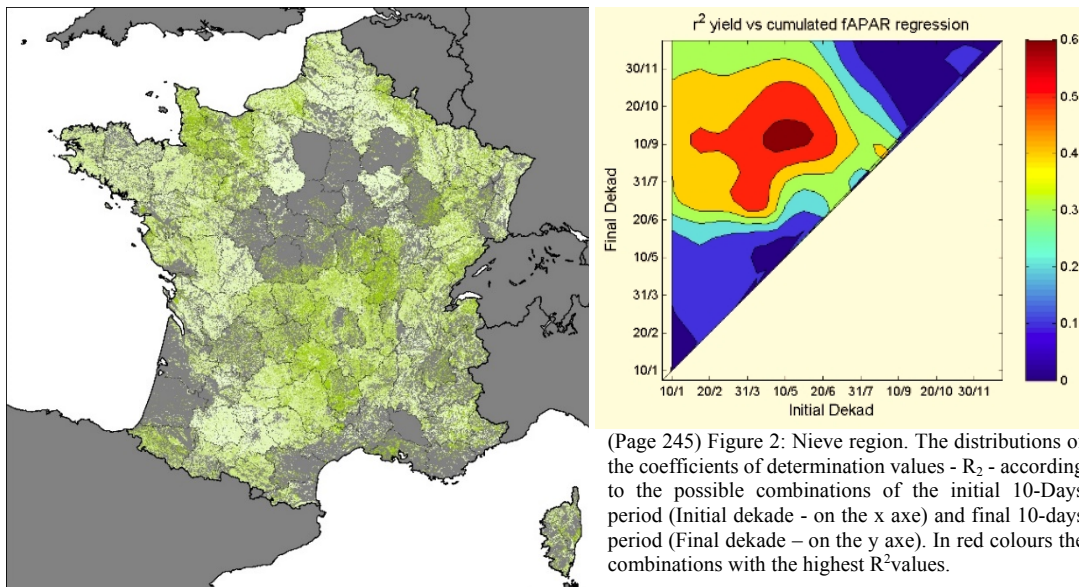 r² yield vs cumulated fAPAR regression
Final Dekad
30/11
20/10
10/9
31/7
20/6
10/5
31/3
20/2
10/1
10/1 20/2 31/3 10/5 20/6 31/7 10/9 20/10 30/11
Initial Dekad
0.6
0.5
0.4
0.3
0.2
0.1
0
(Page 245) Figure 2: Nieve region. The distributions o
the coefficients of determination values - R₂ - according
to the possible combinations of the initial 10-Days
period (Initial dekade - on the x axe) and final 10-days
period (Final dekade – on the y axe). In red colours the
combinations with the highest R²values.